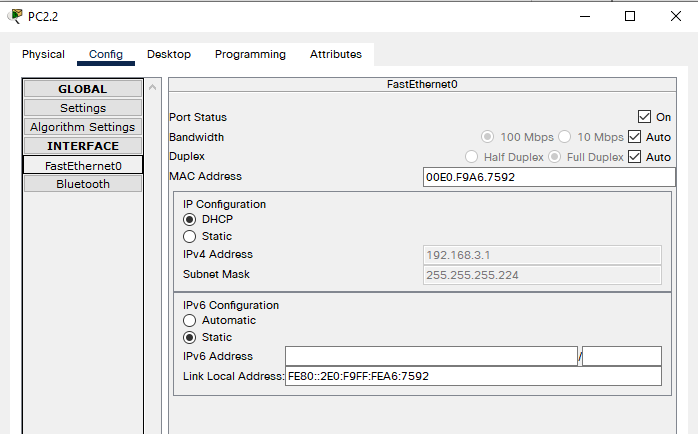 PC2.2
Physical Config Desktop Programming Attributes
GLOBAL
Settings
Algorithm Settings
INTERFACE
FastEthernet0
Bluetooth
FastEthernet0
Port Status On
Bandwidth 100 Mbps 10 Mbps Auto
Duplex Half Duplex Full Duplex Auto
MAC Address 00E0.F9A6.7592
IP Configuration
DHCP
Static
IPv4 Address 192.168.3.1
Subnet Mask 255.255.255.224
IPv6 Configuration
Automatic
Static
IPv6 Address /
Link Local Address: FE80::2E0:F9FF:FEA6:7592